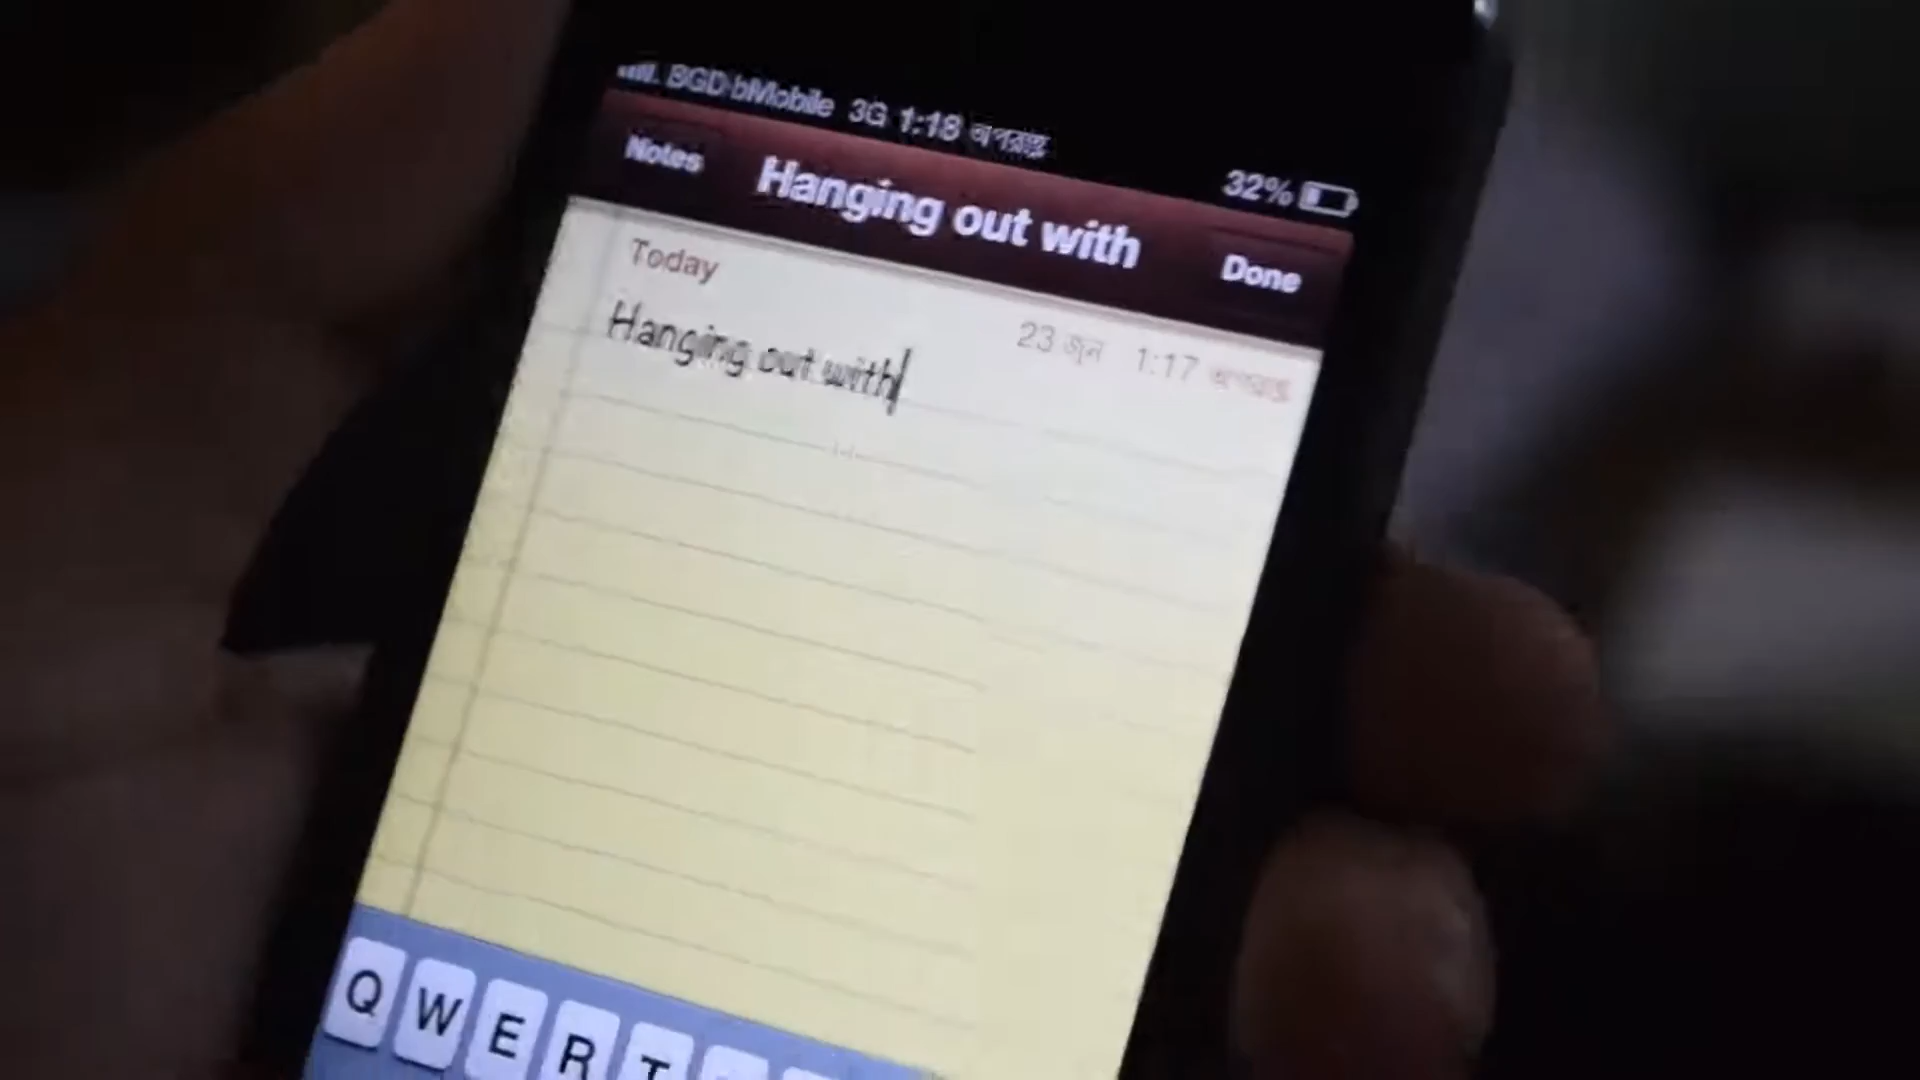 BGD bMobile 3G 1:18 অপরাহ্ণ 32%
Notes Hanging out with Done
Today 23 জুন 1:17 অপরাহ্ণ
Hanging out with
Q W E R T